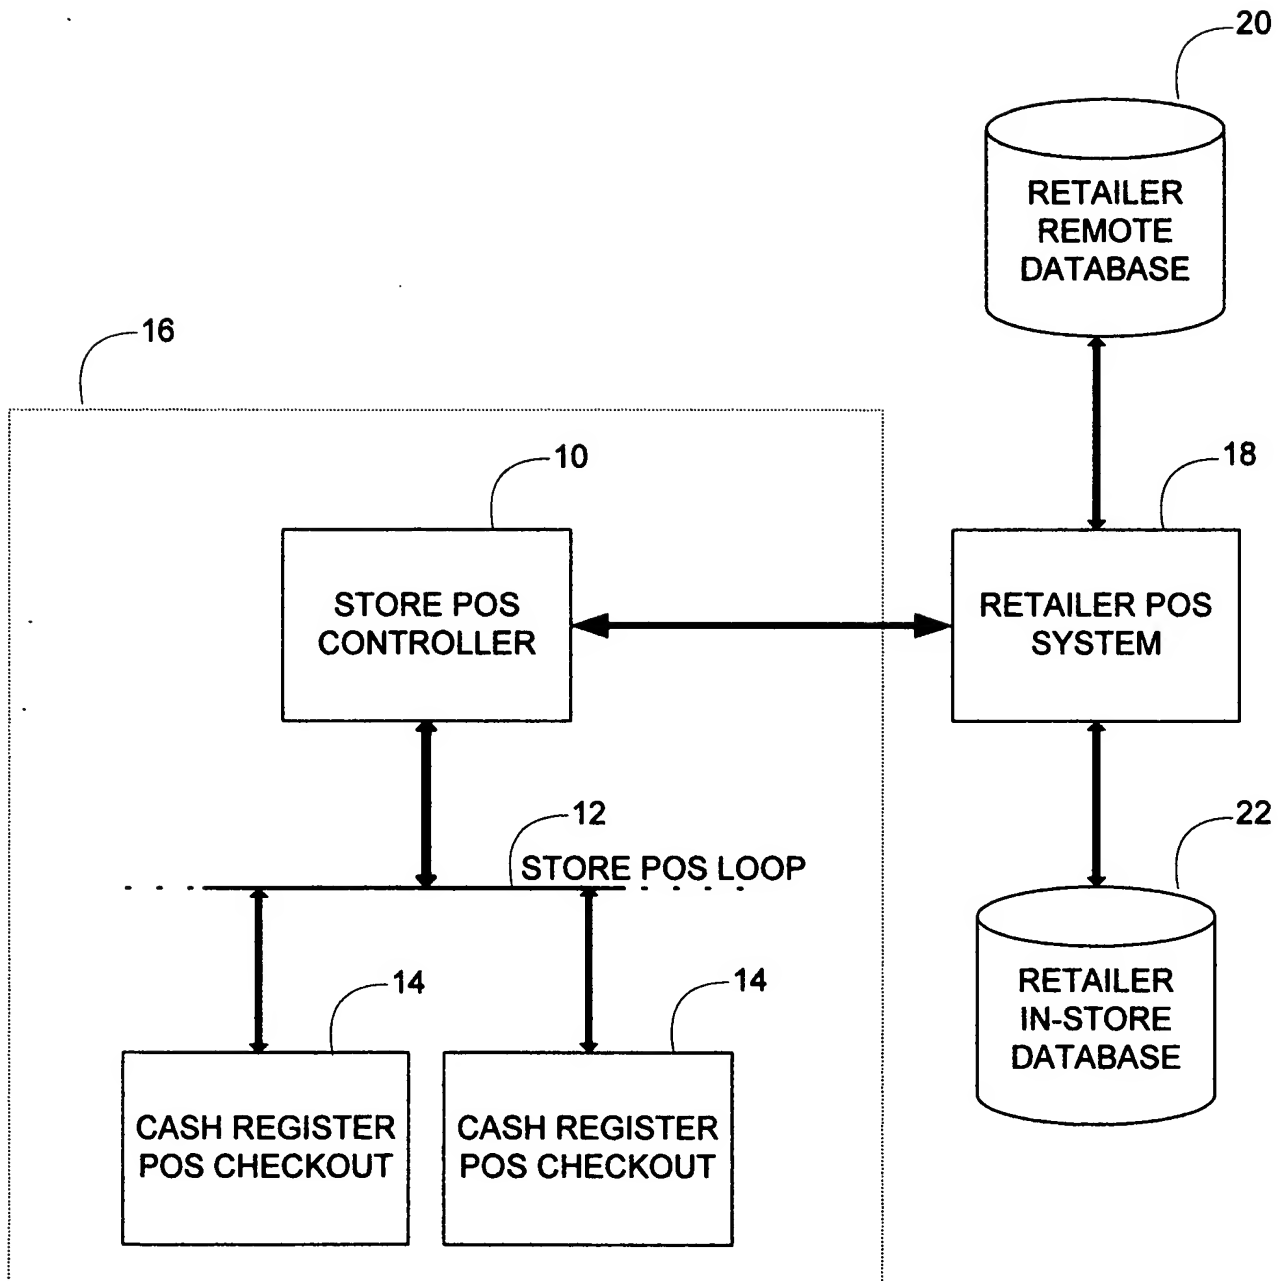 20
RETAILER
REMOTE
DATABASE
16
10
18
STORE POS
CONTROLLER
RETAILER POS
SYSTEM
12
STORE POS LOOP
22
14
14
RETAILER
IN-STORE
DATABASE
CASH REGISTER
POS CHECKOUT
CASH REGISTER
POS CHECKOUT